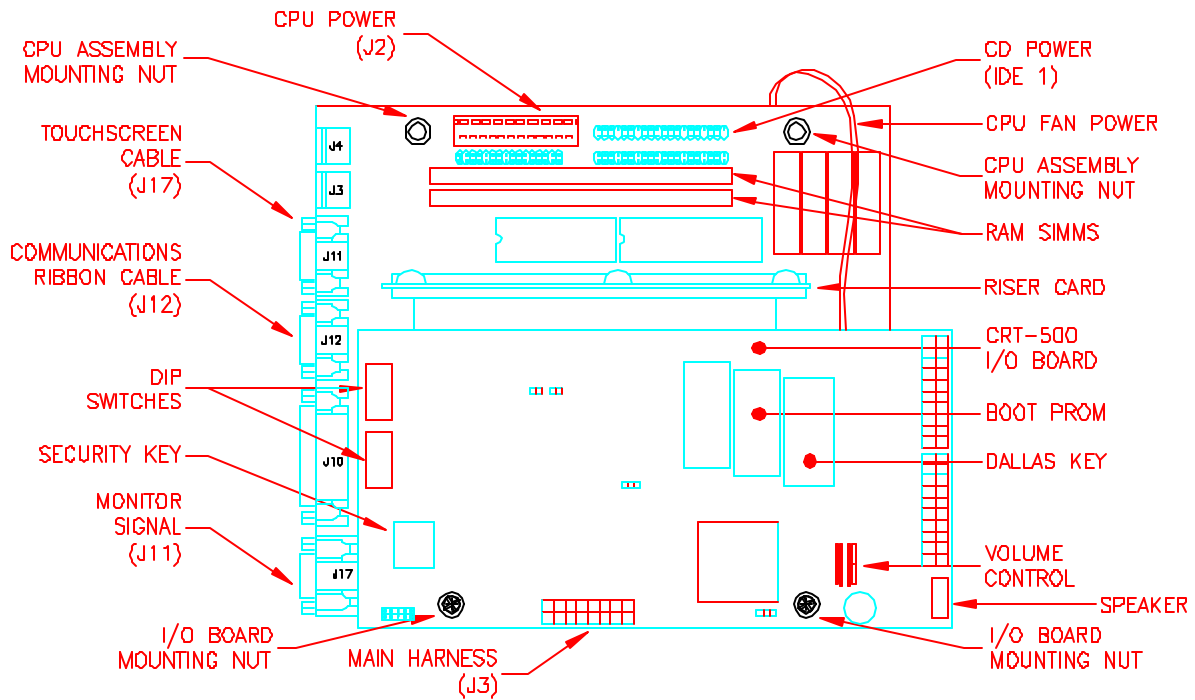 CPU POWER
(J2)
CPU ASSEMBLY
MOUNTING NUT
CD POWER
(IDE 1)
TOUCHSCREEN
CABLE
(J17)
CPU FAN POWER
J4
CPU ASSEMBLY
MOUNTING NUT
J3
RAM SIMMS
COMMUNICATIONS
RIBBON CABLE
(J12)
J11
RISER CARD
J12
CRT-500
I/O BOARD
DIP
SWITCHES
BOOT PROM
SECURITY KEY
J10
DALLAS KEY
MONITOR
SIGNAL
(J11)
J17
VOLUME
CONTROL
SPEAKER
I/O BOARD
MOUNTING NUT
MAIN HARNESS
(J3)
I/O BOARD
MOUNTING NUT